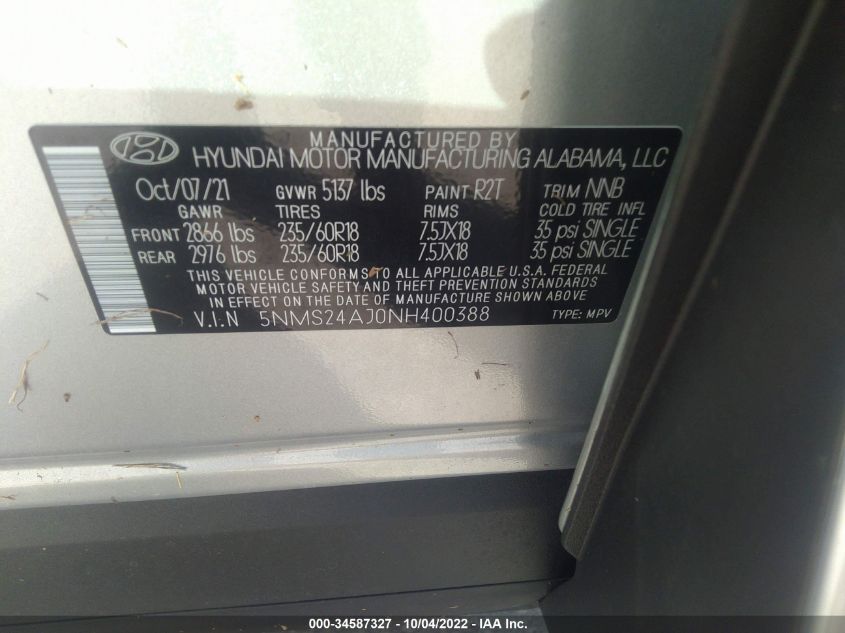 MANUFACTURED BY
HYUNDAI MOTOR MANUFACTURING ALABAMA, LLC
Oct/07/21 GVWR 5137 lbs PAINT R2T TRIM NNB
GAWR TIRES RIMS COLD TIRE INFL
FRONT 2866 lbs 235/60R18 7.5JX18 35 psi SINGLE
REAR 2976 lbs 235/60R18 7.5JX18 35 psi SINGLE
THIS VEHICLE CONFORMS TO ALL APPLICABLE U.S.A. FEDERAL
MOTOR VEHICLE SAFETY AND THEFT PREVENTION STANDARDS
IN EFFECT ON THE DATE OF MANUFACTURE SHOWN ABOVE
V.I.N 5NMS24AJ0NH400388 TYPE: MPV
000-34587327 - 10/04/2022 - IAA Inc.